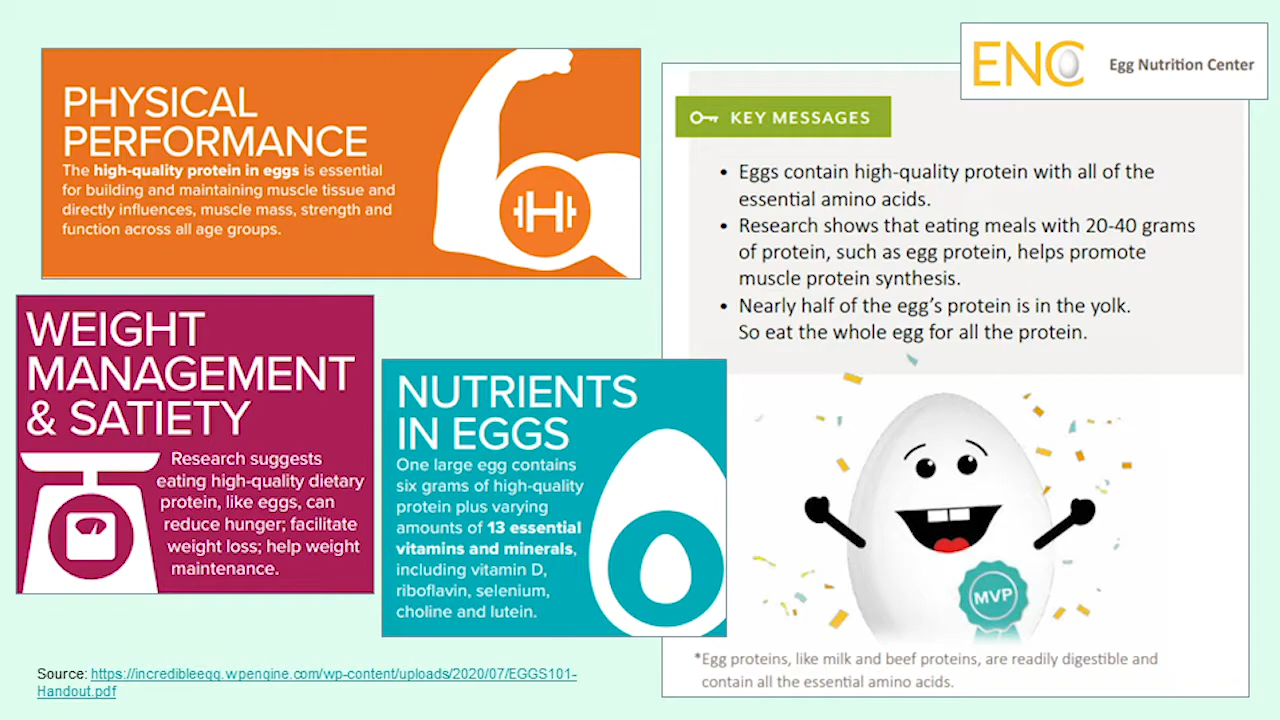 ENC
Egg Nutrition Center
PHYSICAL
PERFORMANCE
The high-quality protein in eggs is essential
for building and maintaining muscle tissue and
directly influences, muscle mass, strength and
function across all age groups.
WEIGHT
MANAGEMENT
& SATIETY
Research suggests
eating high-quality dietary
protein, like eggs, can
reduce hunger; facilitate
weight loss; help weight
maintenance.
NUTRIENTS
IN EGGS
One large egg contains
six grams of high-quality
protein plus varying
amounts of 13 essential
vitamins and minerals,
including vitamin D,
riboflavin, selenium,
choline and lutein.
KEY MESSAGES
• Eggs contain high-quality protein with all of the
essential amino acids.
• Research shows that eating meals with 20-40 grams
of protein, such as egg protein, helps promote
muscle protein synthesis.
• Nearly half of the egg’s protein is in the yolk.
So eat the whole egg for all the protein.
MVP
*Egg proteins, like milk and beef proteins, are readily digestible and
contain all the essential amino acids.
Source: https://incredibleegg.wpengine.com/wp-content/uploads/2020/07/EGGS101-
Handout.pdf